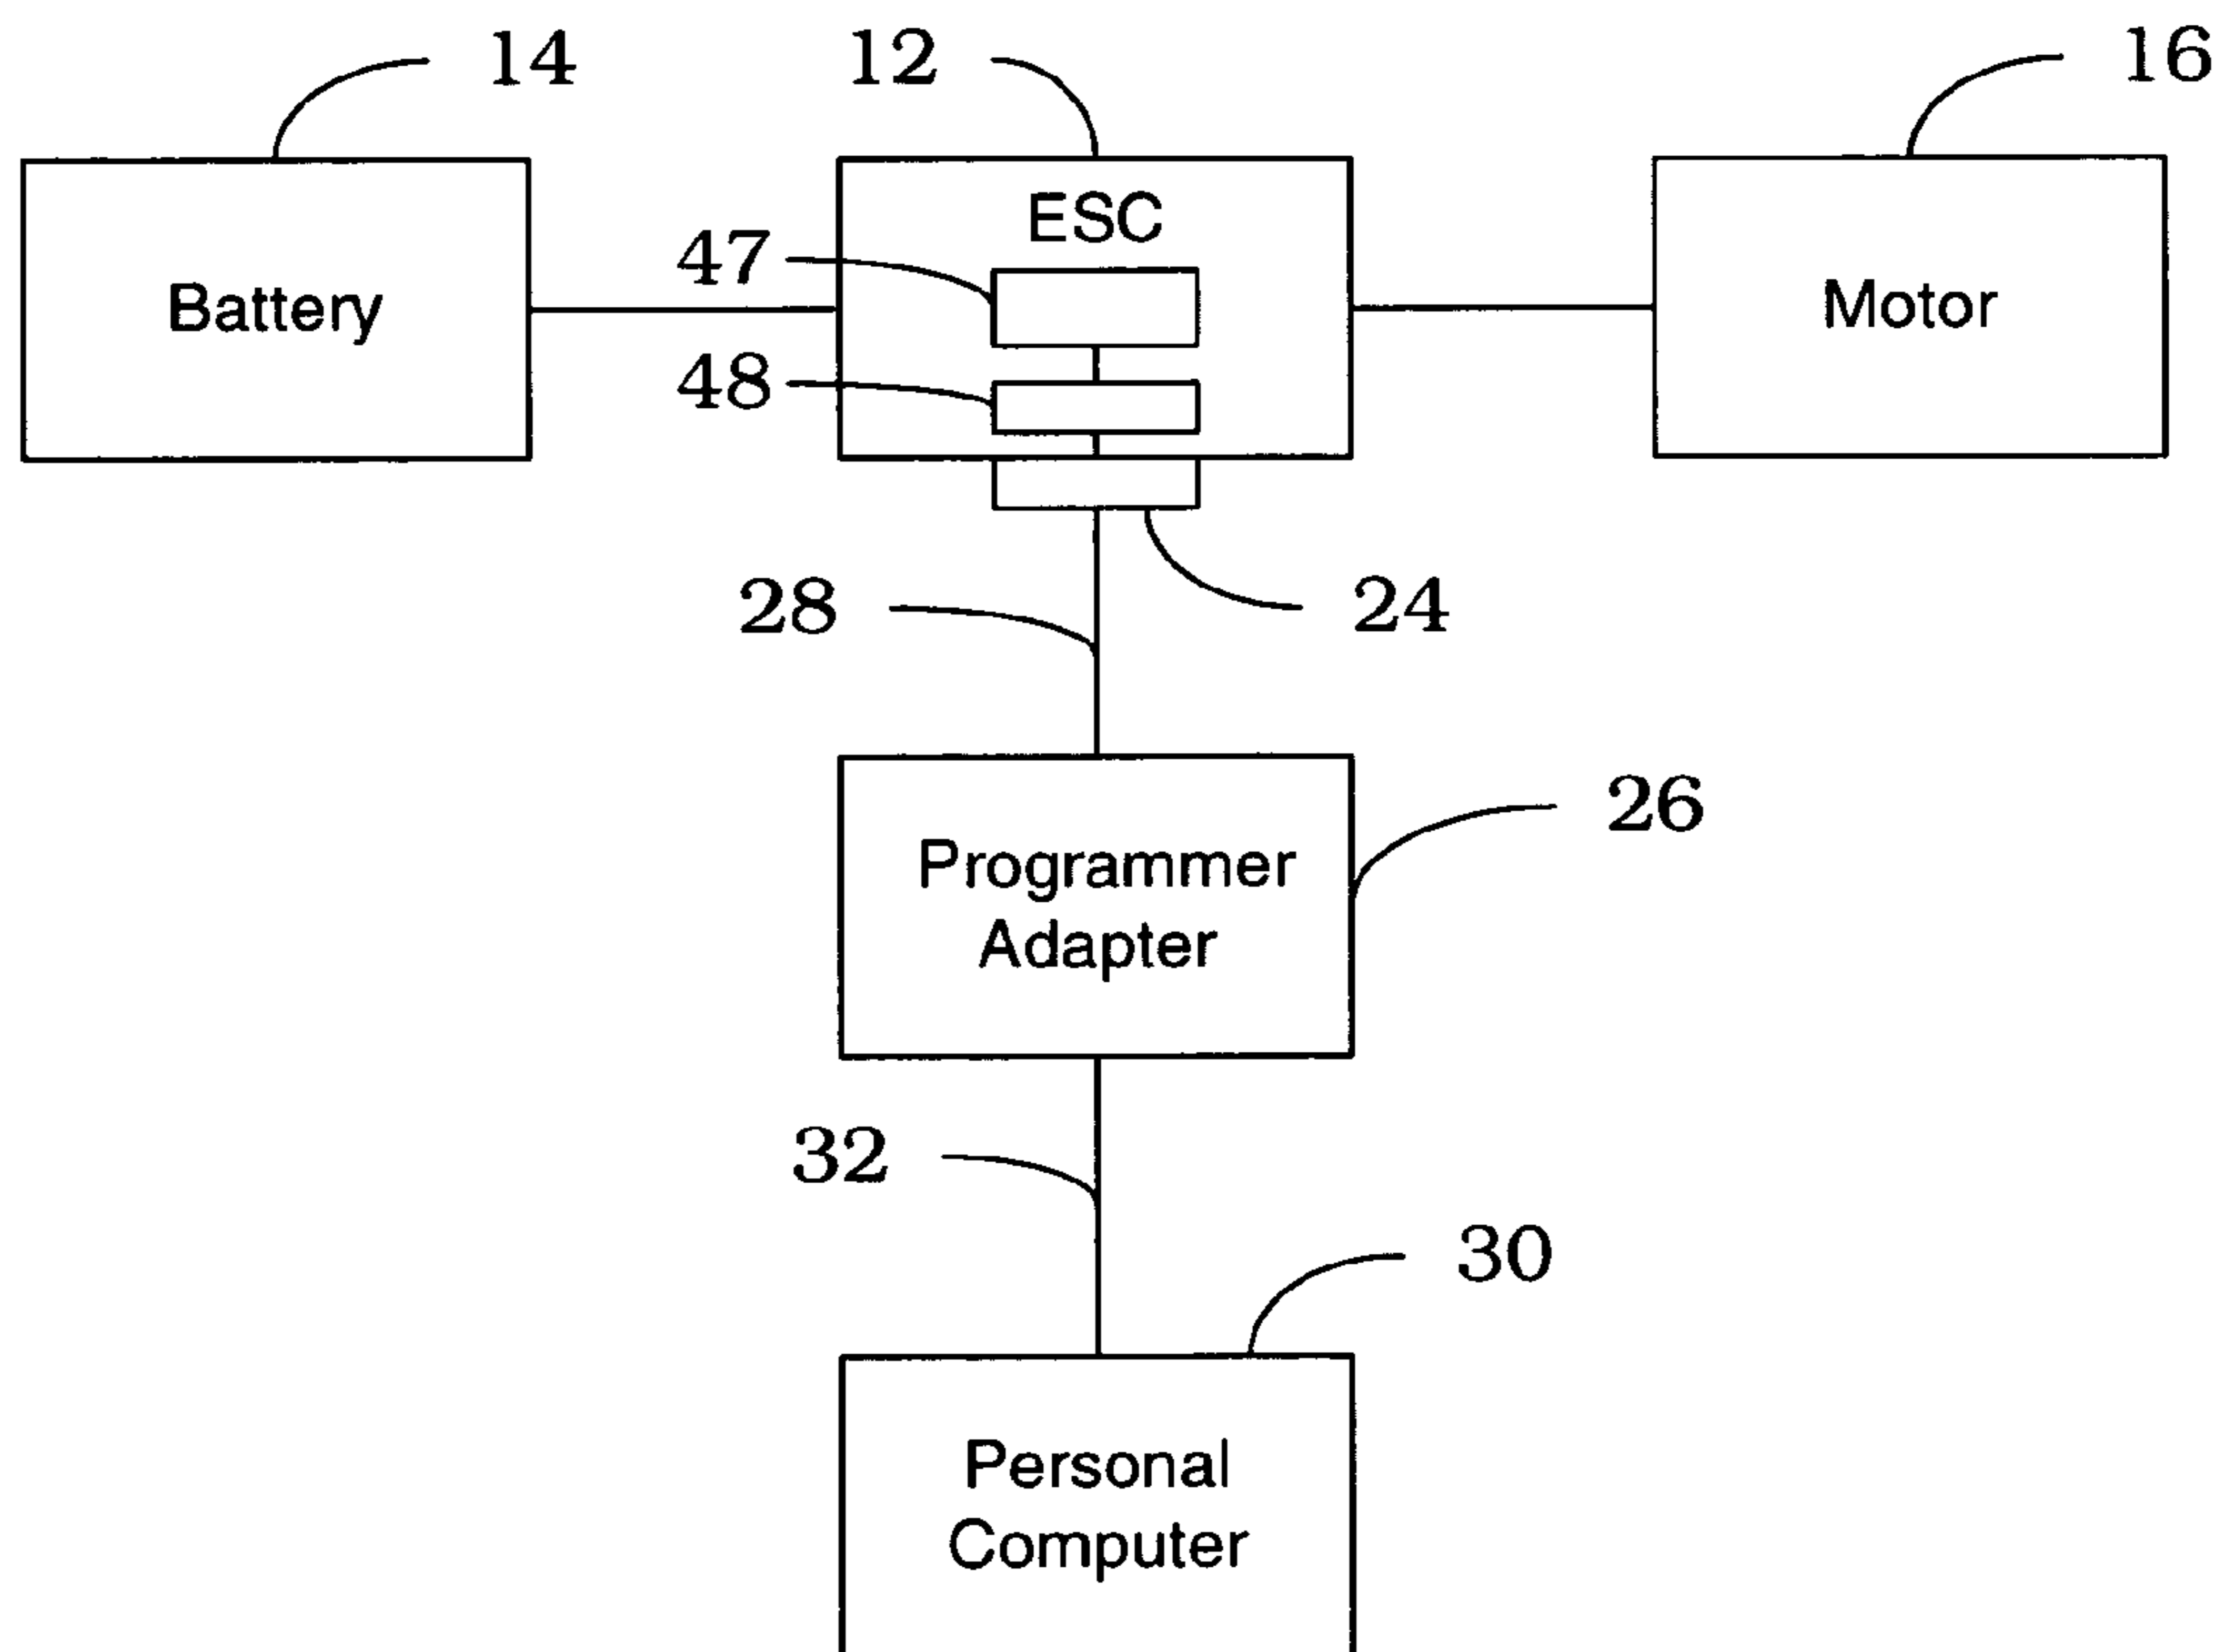 14
12
16
ESC
47
Battery
Motor
48
28
24
26
Programmer
Adapter
32
30
Personal
Computer